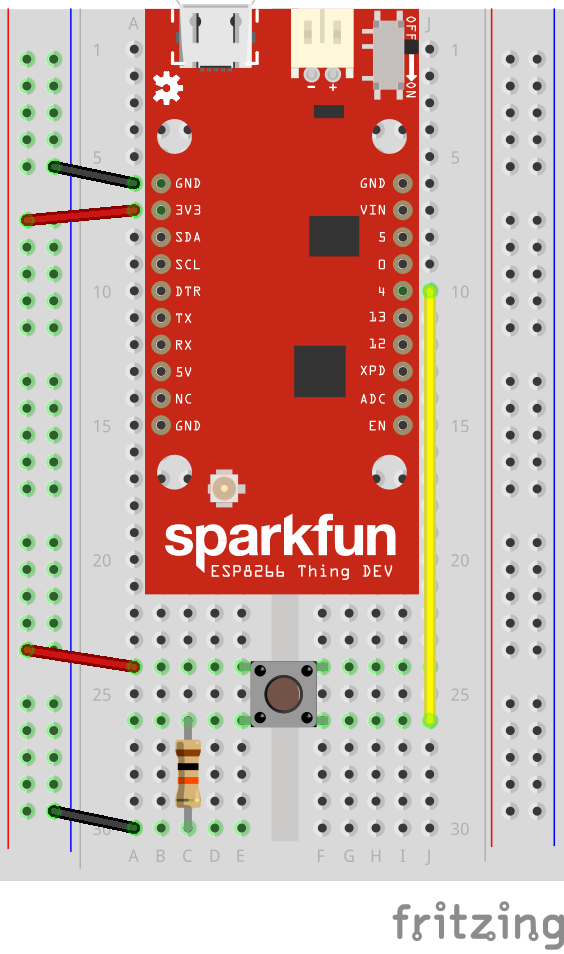 A J
OFF
ON
- +
1 1
5 5
GND GND
3V3 VIN
SDA 5
SCL 0
10 DTR 4 10
TX 13
RX 12
5V XPD
NC ADC
15 GND EN 15
sparkfun
ESP8266 Thing DEV
20 20
25 25
30 30
A B C D E F G H I J
fritzing